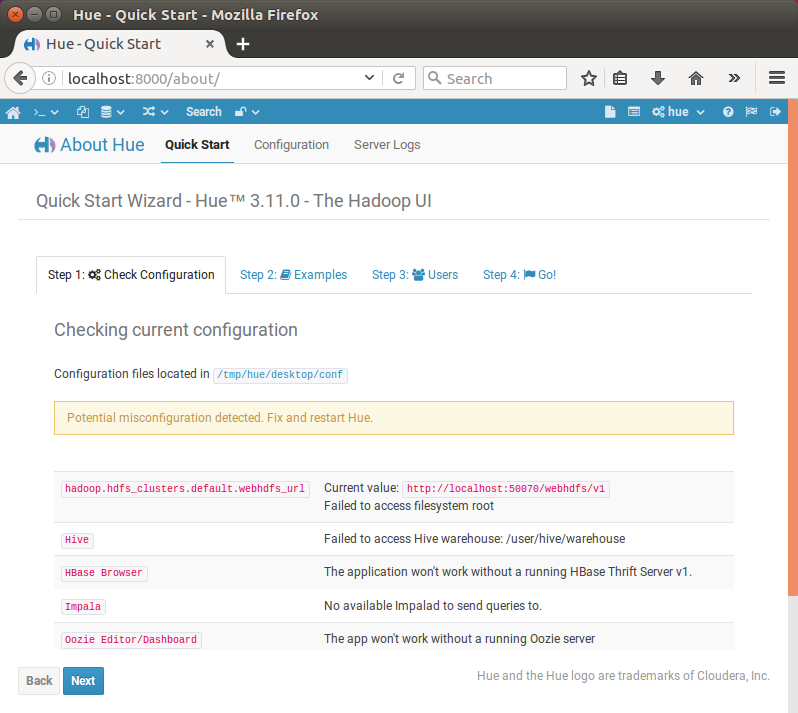 Hue - Quick Start - Mozilla Firefox
Hue - Quick Start
localhost:8000/about/
Search
Search
hue
About Hue Quick Start Configuration Server Logs
Quick Start Wizard - Hue™ 3.11.0 - The Hadoop UI
Step 1: Check Configuration Step 2: Examples Step 3: Users Step 4: Go!
Checking current configuration
Configuration files located in /tmp/hue/desktop/conf
Potential misconfiguration detected. Fix and restart Hue.
hadoop.hdfs_clusters.default.webhdfs_url Current value: http://localhost:50070/webhdfs/v1
Failed to access filesystem root
Hive Failed to access Hive warehouse: /user/hive/warehouse
HBase Browser The application won't work without a running HBase Thrift Server v1.
Impala No available Impalad to send queries to.
Oozie Editor/Dashboard The app won't work without a running Oozie server
Back Next Hue and the Hue logo are trademarks of Cloudera, Inc.